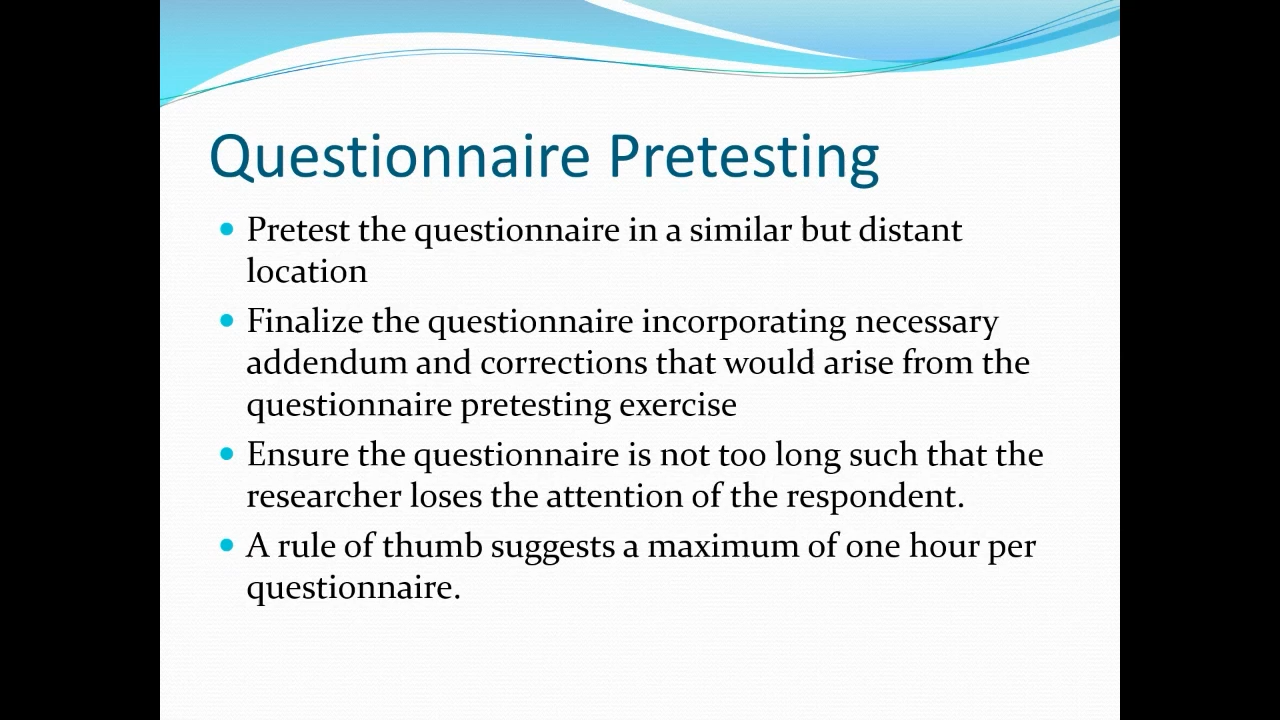 Questionnaire Pretesting
• Pretest the questionnaire in a similar but distant
location
• Finalize the questionnaire incorporating necessary
addendum and corrections that would arise from the
questionnaire pretesting exercise
• Ensure the questionnaire is not too long such that the
researcher loses the attention of the respondent.
• A rule of thumb suggests a maximum of one hour per
questionnaire.